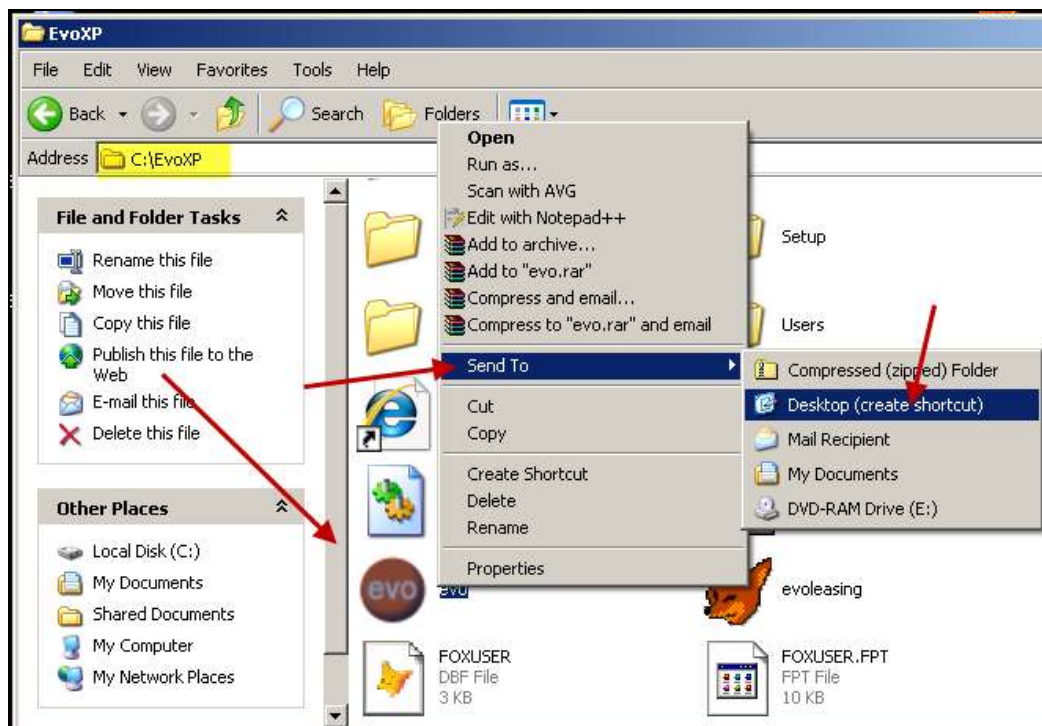 EvoXP
File Edit View Favorites Tools Help
Back Search Folders
Address C:\EvoXP
File and Folder Tasks
Rename this file
Move this file
Copy this file
Publish this file to the
Web
E-mail this file
Delete this file
Other Places
Local Disk (C:)
My Documents
Shared Documents
My Computer
My Network Places
Open
Run as...
Scan with AVG
Edit with Notepad++
Add to archive...
Add to "evo.rar"
Compress and email...
Compress to "evo.rar" and email
Send To
Cut
Copy
Create Shortcut
Delete
Rename
Properties
Compressed (zipped) Folder
Desktop (create shortcut)
Mail Recipient
My Documents
DVD-RAM Drive (E:)
Setup
Users
evo
evo
evoleasing
FOXUSER
DBF File
3 KB
FOXUSER.FPT
FPT File
10 KB